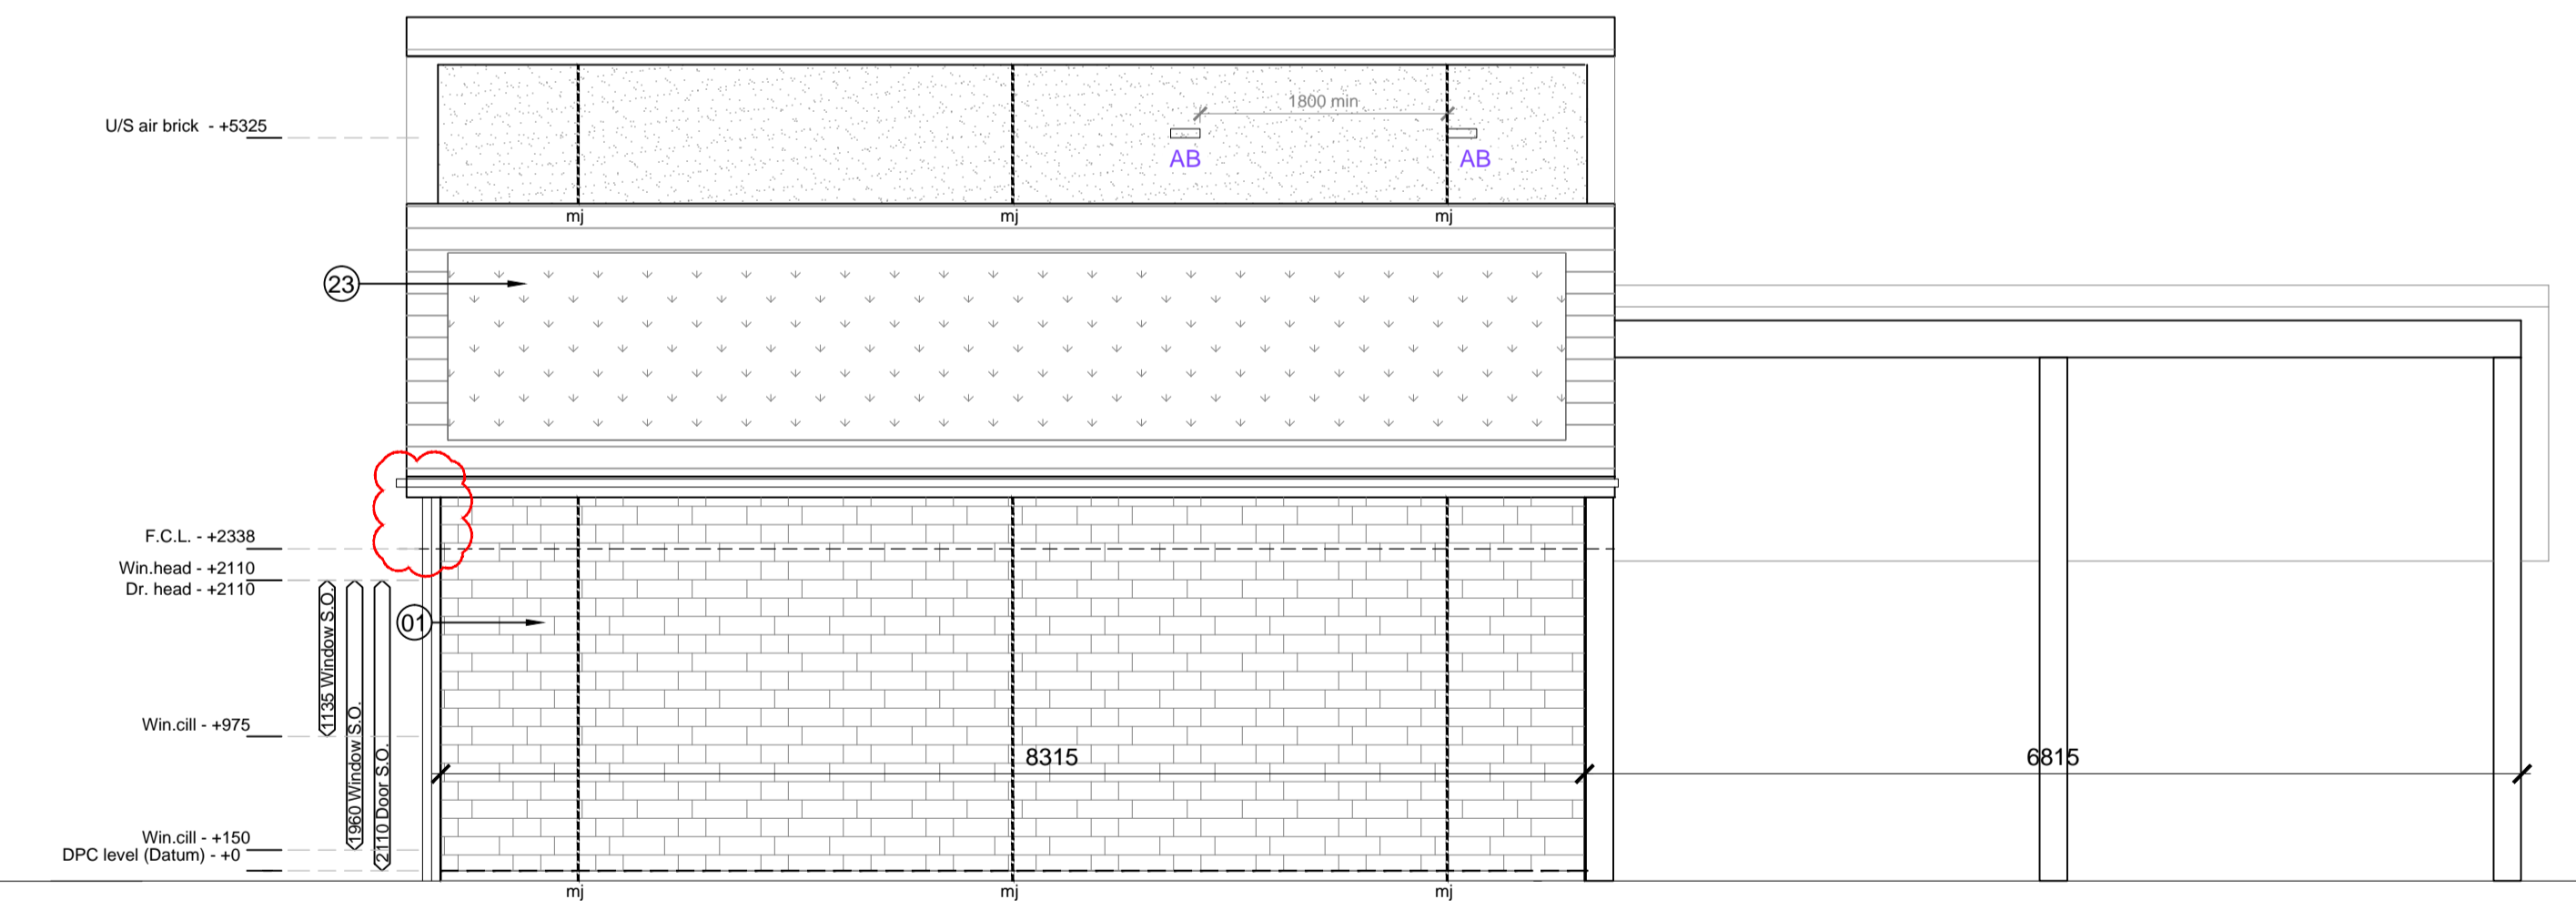 1800 min
U/S air brick - +5325
AB
AB
mj
mj
mj
23
F.C.L. - +2338
Win.head - +2110
Dr. head - +2110
01
1135 Window S.O.
1960 Window S.O.
2110 Door S.O.
Win.cill - +975
8315
6815
Win.cill - +150
DPC level (Datum) - +0
mj
mj
mj